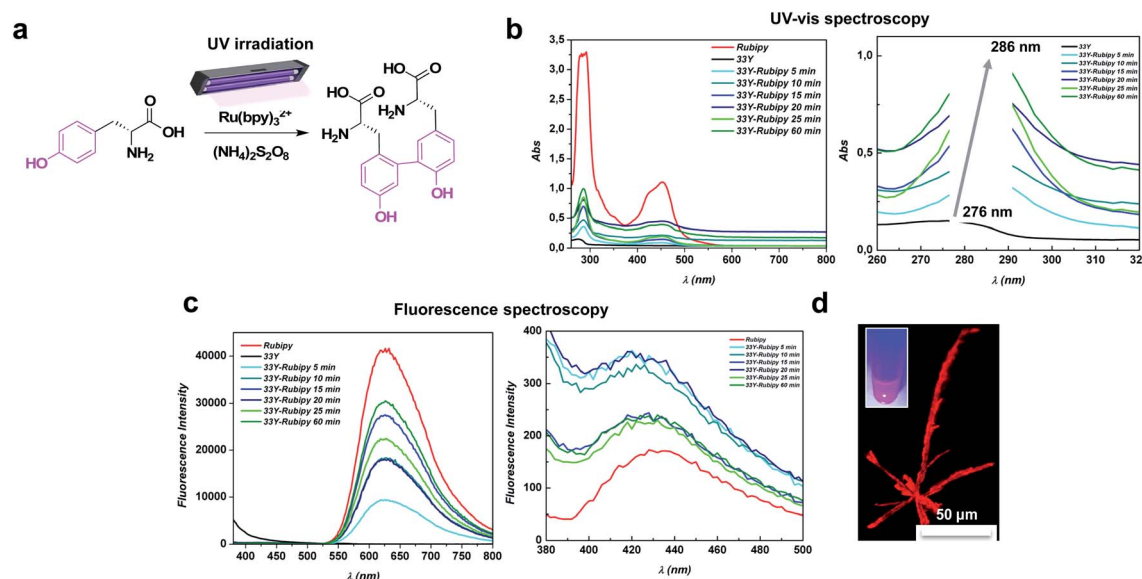 a
UV irradiation
Ru(bpy)₃²⁺
(NH₄)₂S₂O₈
O
OH
NH₂
HO
HO
O
HO
O
H₂N
H₂N
OH
OH
b
UV-vis spectroscopy
3,5
3,0
2,5
2,0
1,5
1,0
0,5
0,0
Abs
300 400 500 600 700 800
λ (nm)
Rubipy
33Y
33Y-Rubipy 5 min
33Y-Rubipy 10 min
33Y-Rubipy 15 min
33Y-Rubipy 20 min
33Y-Rubipy 25 min
33Y-Rubipy 60 min
1,0
0,5
0,0
Abs
260 270 280 290 300 310 320
λ (nm)
286 nm
276 nm
33Y
33Y-Rubipy 5 min
33Y-Rubipy 10 min
33Y-Rubipy 15 min
33Y-Rubipy 20 min
33Y-Rubipy 25 min
33Y-Rubipy 60 min
c
Fluorescence spectroscopy
40000
30000
20000
10000
0
Fluorescence Intensity
400 450 500 550 600 650 700 750 800
λ (nm)
Rubipy
33Y
33Y-Rubipy 5 min
33Y-Rubipy 10 min
33Y-Rubipy 15 min
33Y-Rubipy 20 min
33Y-Rubipy 25 min
33Y-Rubipy 60 min
400
300
200
100
0
Fluorescence Intensity
380 400 420 440 460 480 500
λ (nm)
Rubipy
33Y-Rubipy 5 min
33Y-Rubipy 10 min
33Y-Rubipy 15 min
33Y-Rubipy 20 min
33Y-Rubipy 25 min
33Y-Rubipy 60 min
d
50 µm